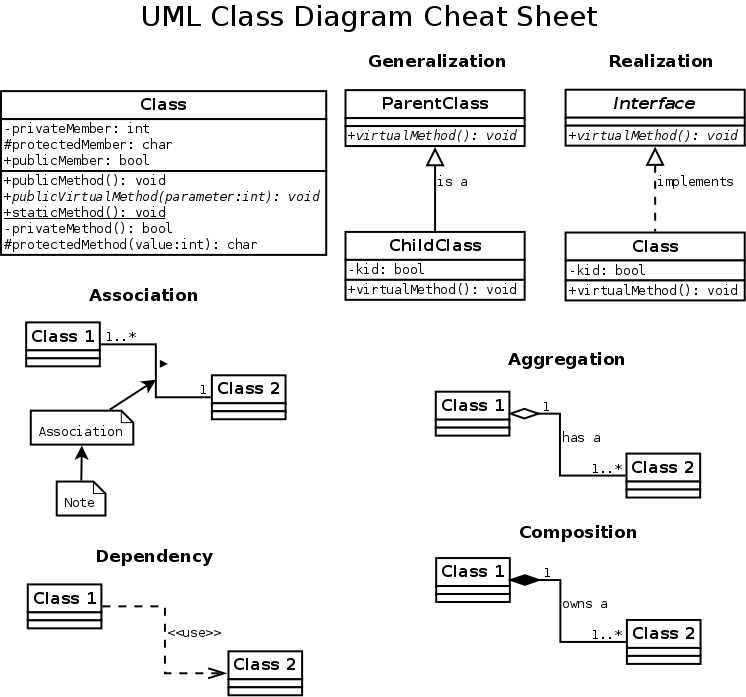 UML Class Diagram Cheat Sheet
Class
-privateMember: int
#protectedMember: char
+publicMember: bool
+publicMethod(): void
+publicVirtualMethod(parameter:int): void
+staticMethod(): void
-privateMethod(): bool
#protectedMethod(value:int): char
Generalization
ParentClass
+virtualMethod(): void
is a
ChildClass
-kid: bool
+virtualMethod(): void
Realization
Interface
+virtualMethod(): void
implements
Class
-kid: bool
+virtualMethod(): void
Association
Class 1
1..*
1
Class 2
Association
Note
Aggregation
Class 1
1
has a
1..*
Class 2
Dependency
Class 1
<<use>>
Class 2
Composition
Class 1
1
owns a
1..*
Class 2